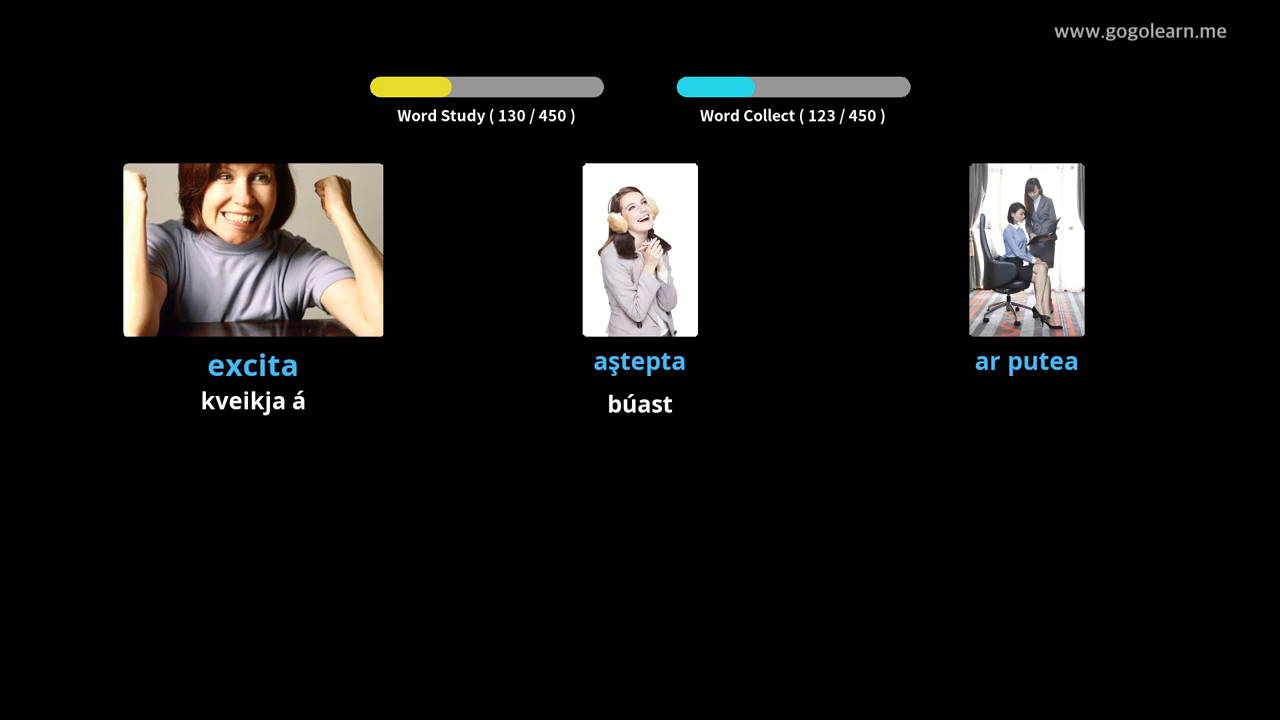 www.gogolearn.me
Word Study ( 130 / 450 )
Word Collect ( 123 / 450 )
excita
kveikja á
aştepta
búast
ar putea